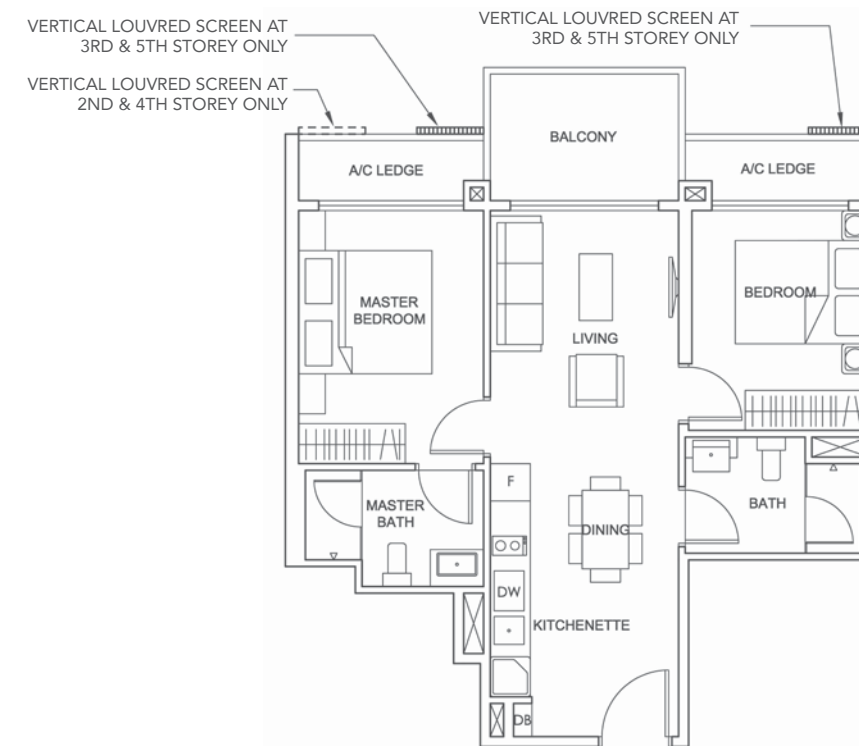 VERTICAL LOUVRED SCREEN AT
3RD & 5TH STOREY ONLY
VERTICAL LOUVRED SCREEN AT
3RD & 5TH STOREY ONLY
VERTICAL LOUVRED SCREEN AT
2ND & 4TH STOREY ONLY
BALCONY
A/C LEDGE
A/C LEDGE
MASTER
BEDROOM
BEDROOM
LIVING
F
MASTER
BATH
DINING
BATH
DW
KITCHENETTE
DB